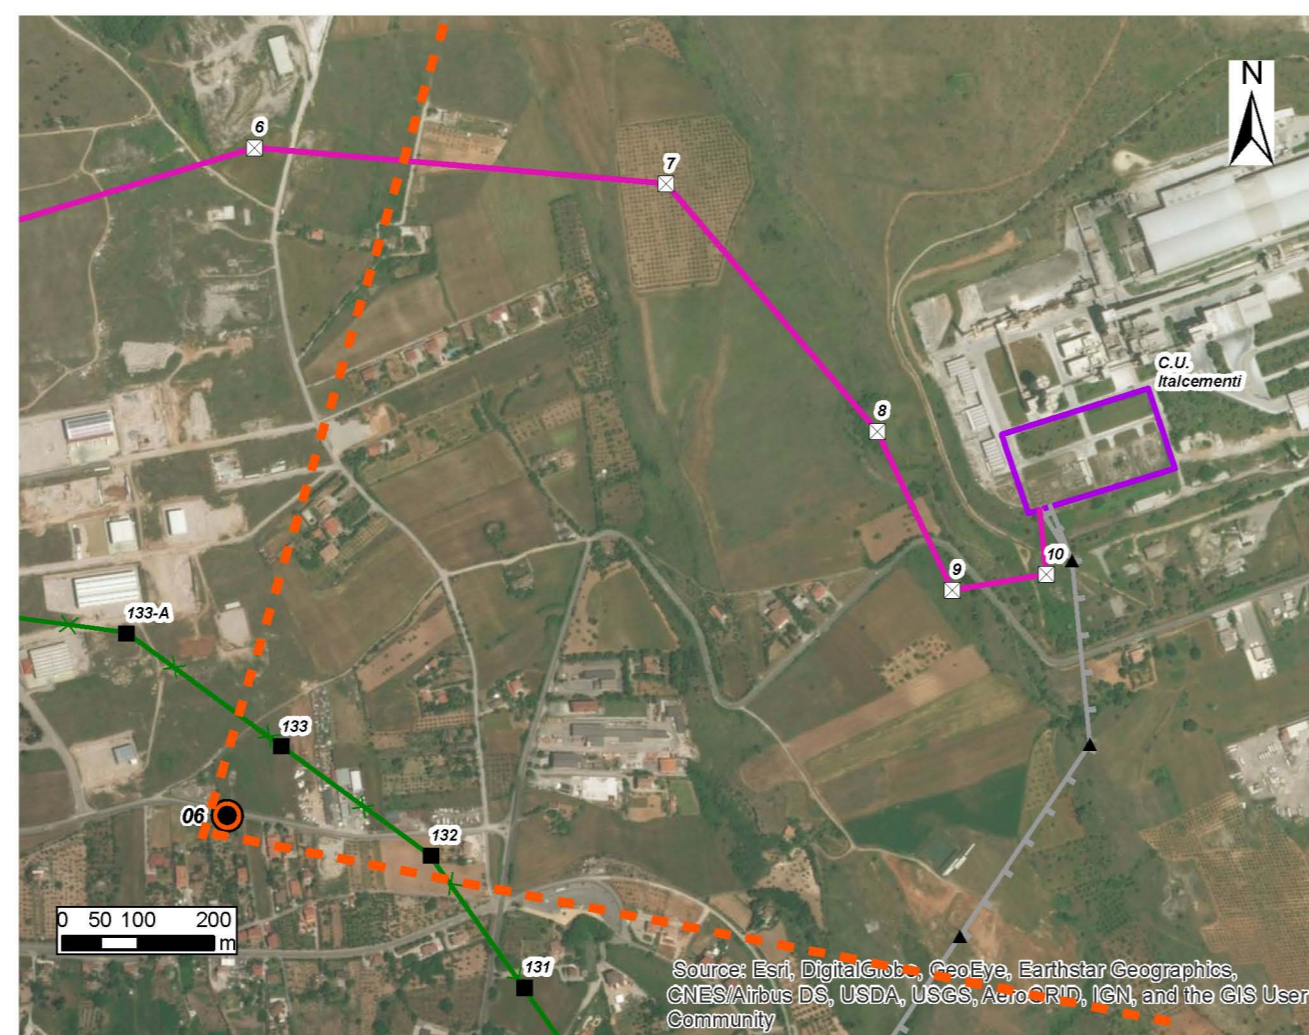 N
6
7
C.U.
Italcementi
8
10
9
133-A
133
06
132
0 50 100 200
m
131
Source: Esri, DigitalGlobe, GeoEye, Earthstar Geographics,
CNES/Airbus DS, USDA, USGS, AeroGRID, IGN, and the GIS User
Community